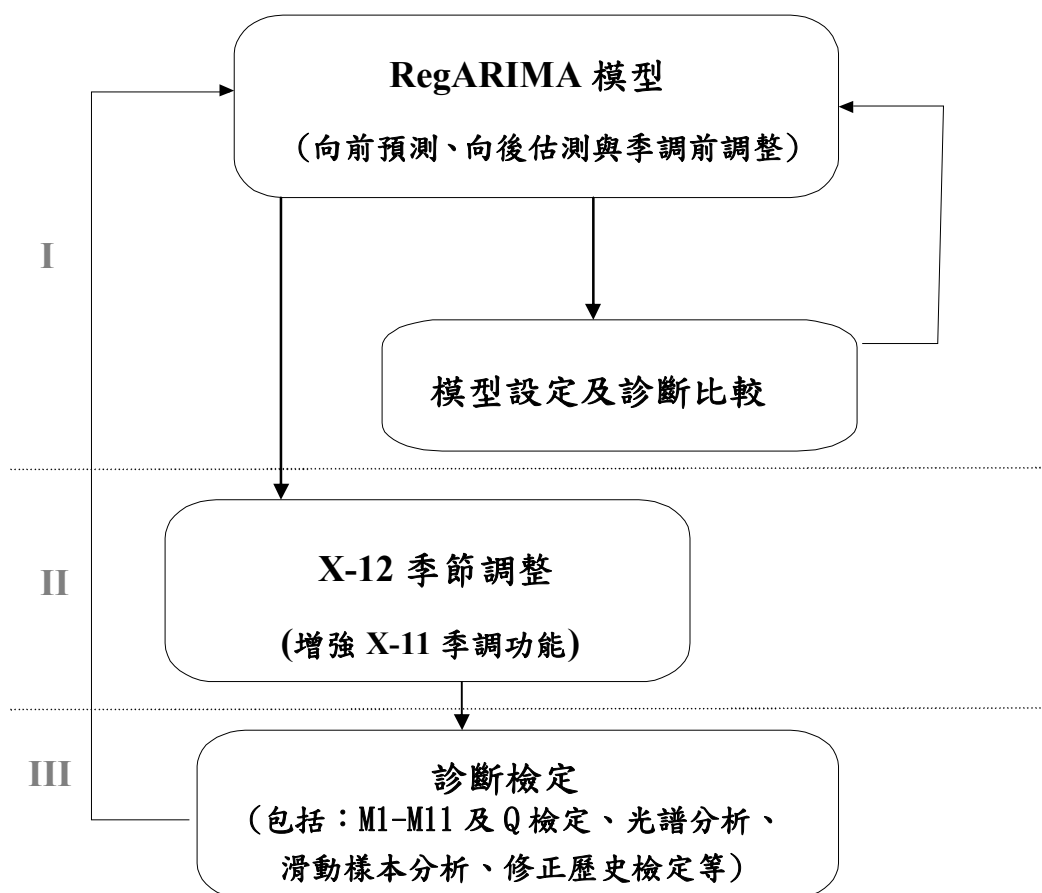 RegARIMA 模型
(向前預測、向後估測與季調前調整)
I
模型設定及診斷比較
II
X-12 季節調整
(增強 X-11 季調功能)
III
診斷檢定
(包括：M1-M11 及 Q 檢定、光譜分析、
滑動樣本分析、修正歷史檢定等)